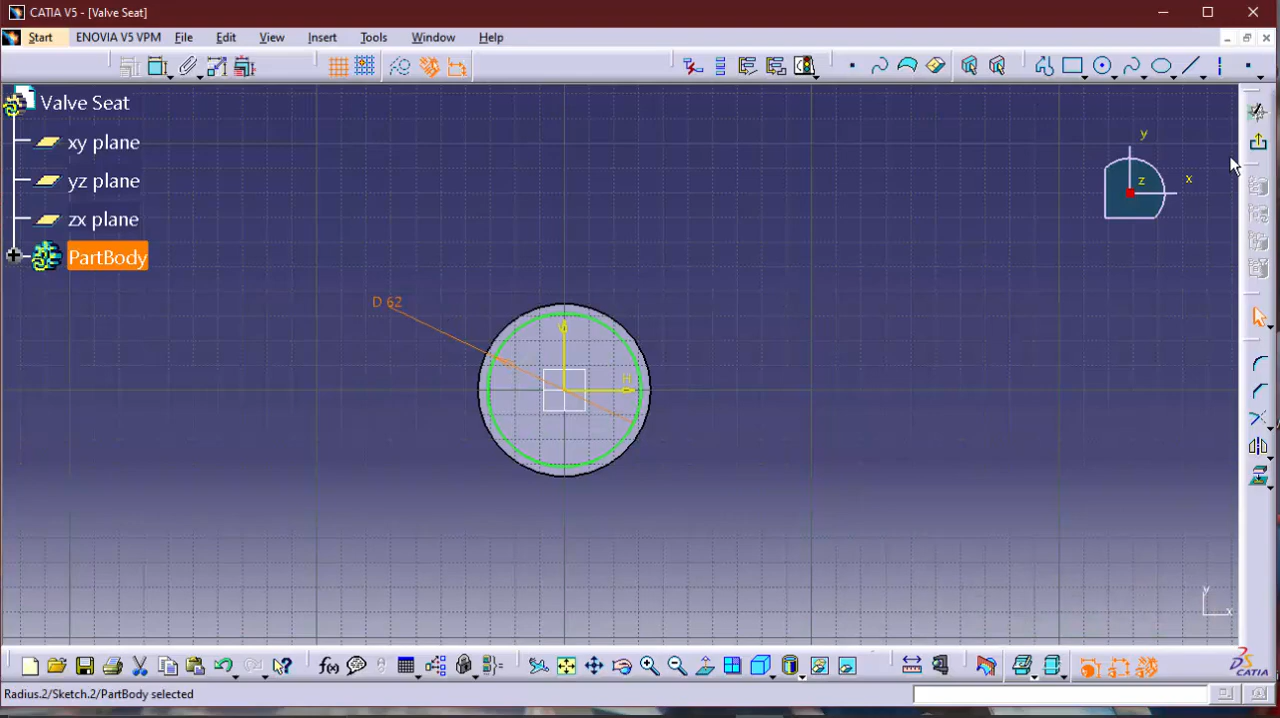 CATIA V5 - [Valve Seat]
Start ENOVIA V5 VPM File Edit View Insert Tools Window Help
Valve Seat
xy plane
yz plane
zx plane
PartBody
y
z x
D 62
V
H
y
x
f(x)
CATIA
Radius.2/Sketch.2/PartBody selected